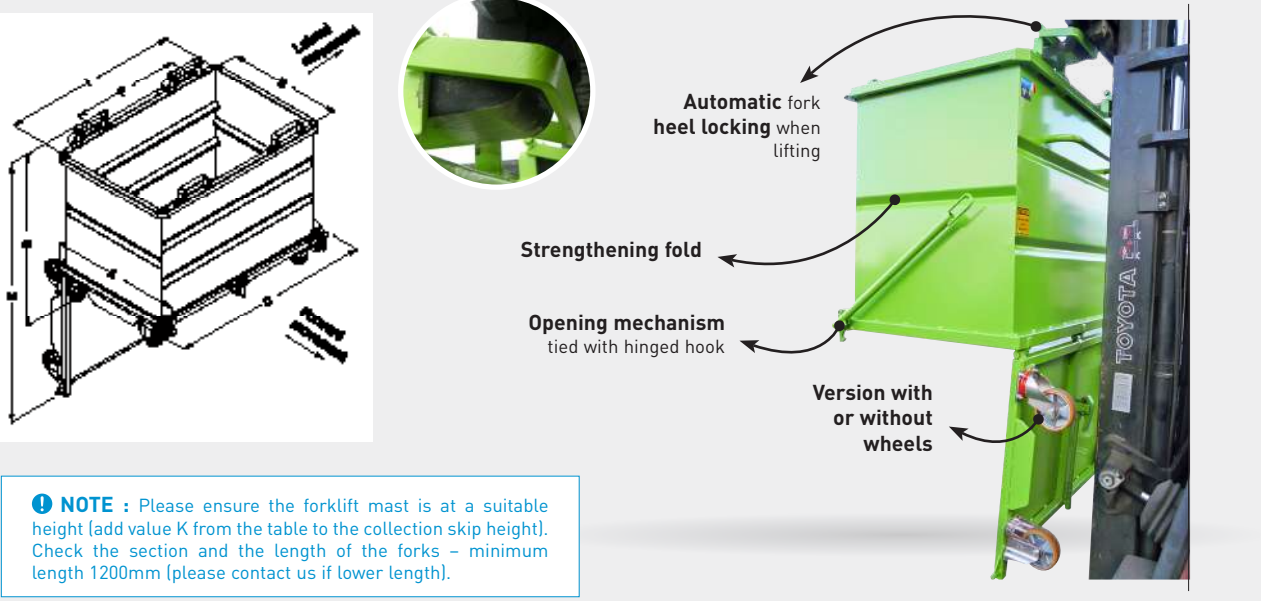 Automatic fork
heel locking when
lifting
Strengthening fold
Opening mechanism
tied with hinged hook
Version with
or without
wheels
TOYOTA
! NOTE : Please ensure the forklift mast is at a suitable
height (add value K from the table to the collection skip height).
Check the section and the length of the forks – minimum
length 1200mm (please contact us if lower length).